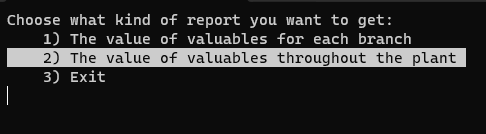 Choose what kind of report you want to get:
    1) The value of valuables for each branch
    2) The value of valuables throughout the plant
    3) Exit